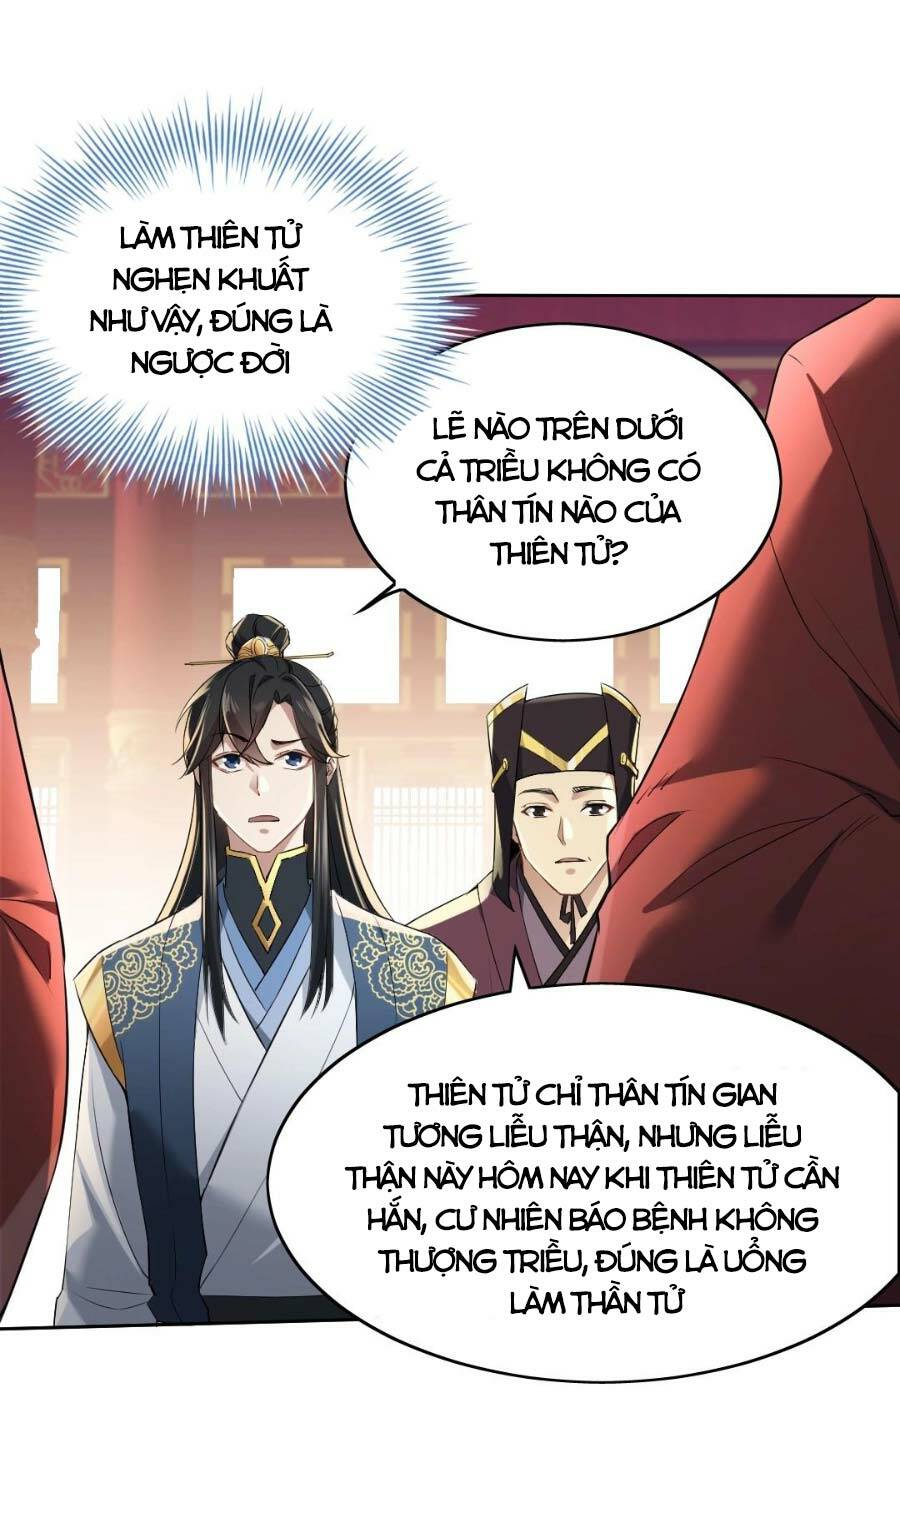 LÀM THIÊN TỬ
NGHẸN KHUẤT
NHƯ VẬY, ĐÚNG LÀ
NGƯỢC ĐỜI
LẼ NÀO TRÊN DƯỚI
CẢ TRIỀU KHÔNG CÓ
THÂN TÍN NÀO CỦA
THIÊN TỬ?
THIÊN TỬ CHỈ THÂN TÍN GIAN
TƯƠNG LIỄU THẬN, NHƯNG LIỄU
THẬN NÀY HÔM NAY KHI THIÊN TỬ CẦN
HẮN, CƯ NHIÊN BÁO BỆNH KHÔNG
THƯỢNG TRIỀU, ĐÚNG LÀ UỔNG
LÀM THẦN TỬ